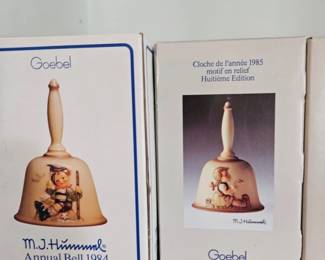 Goebel
M.J.Hummel
Annual Bell 1984
Cloche de l'année 1985
motif en relief
Huitième Edition
M.J.Hummel
Goebel